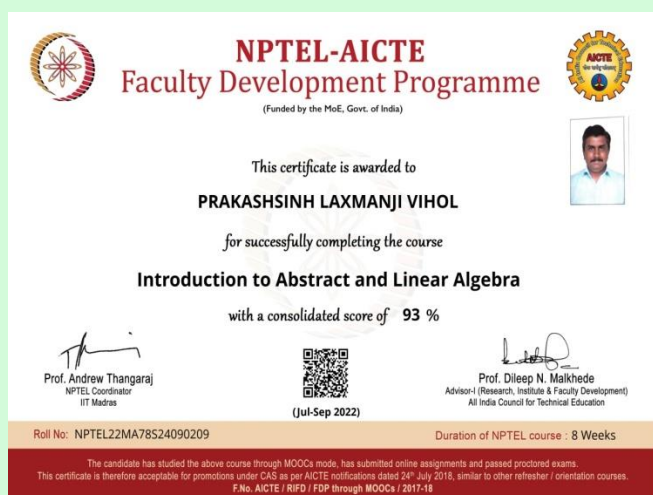 NPTEL-AICTE
Faculty Development Programme
(Funded by the MoE, Govt. of India)
AICTE
This certificate is awarded to
PRAKASHSINH LAXMANJI VIHOL
for successfully completing the course
Introduction to Abstract and Linear Algebra
with a consolidated score of 93 %
Prof. Andrew Thangaraj
NPTEL Coordinator
IIT Madras
(Jul-Sep 2022)
Prof. Dileep N. Malkhede
Advisor-I (Research, Institute & Faculty Development)
All India Council for Technical Education
Roll No: NPTEL22MA78S24090209
Duration of NPTEL course : 8 Weeks
The candidate has studied the above course through MOOCs mode, has submitted online assignments and passed proctored exams.
This certificate is therefore acceptable for promotions under CAS as per AICTE notifications dated 24th July 2018, similar to other refresher / orientation courses.
F.No. AICTE / RIFD / FDP through MOOCs / 2017-18